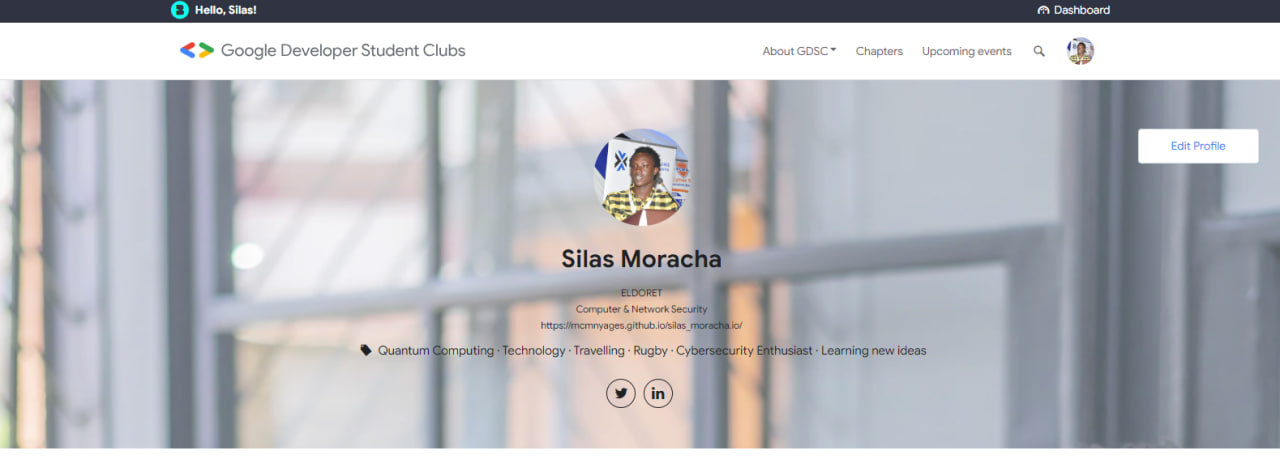 Hello, Silas!
Dashboard
Google Developer Student Clubs
About GDSC
Chapters
Upcoming events
Edit Profile
Silas Moracha
ELDORET
Computer & Network Security
https://mcmnyages.github.io/silas_moracha.io/
Quantum Computing · Technology · Travelling · Rugby · Cybersecurity Enthusiast · Learning new ideas
in